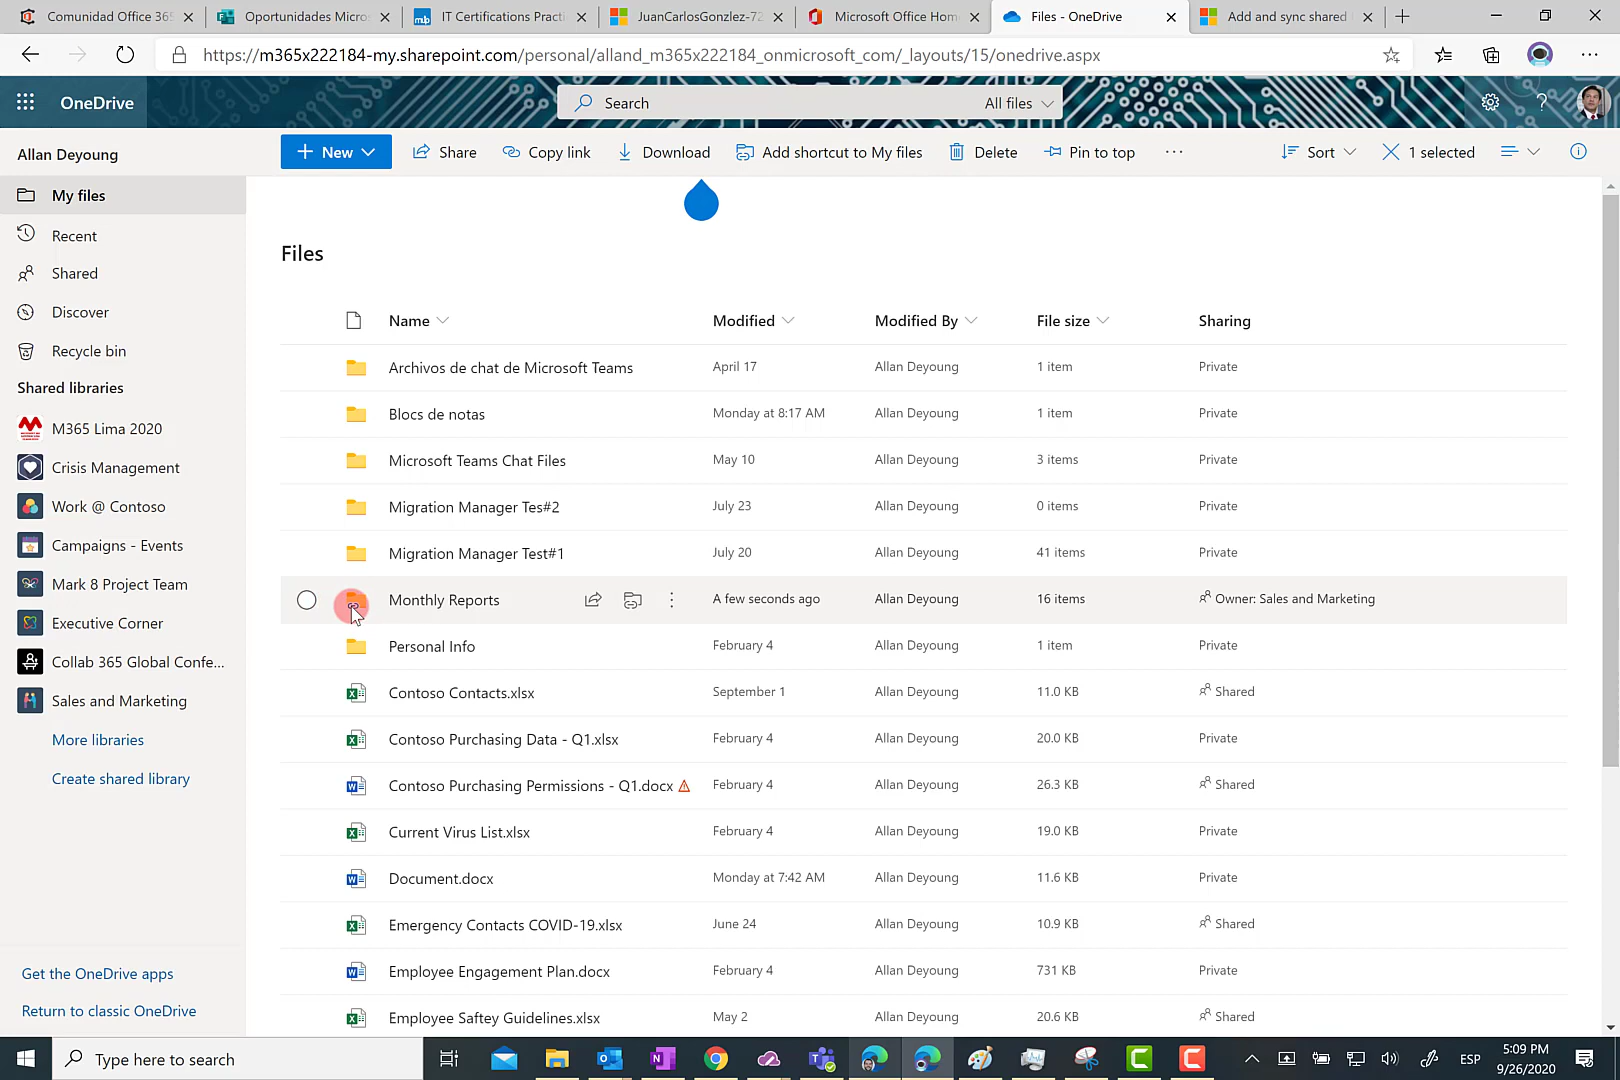 Comunidad Office 365
Oportunidades Micros
IT Certifications Practi
JuanCarlosGonzlez-72
Microsoft Office Hom
Files - OneDrive
Add and sync shared
https://m365x222184-my.sharepoint.com/personal/alland_m365x222184_onmicrosoft_com/_layouts/15/onedrive.aspx
OneDrive
Search
All files
Allan Deyoung
New
Share
Copy link
Download
Add shortcut to My files
Delete
Pin to top
Sort
1 selected
My files
Recent
Shared
Discover
Recycle bin
Shared libraries
M365 Lima 2020
Crisis Management
Work @ Contoso
Campaigns - Events
Mark 8 Project Team
Executive Corner
Collab 365 Global Confe...
Sales and Marketing
More libraries
Create shared library
Get the OneDrive apps
Return to classic OneDrive
Files
Name Modified Modified By File size Sharing
Archivos de chat de Microsoft Teams April 17 Allan Deyoung 1 item Private
Blocs de notas Monday at 8:17 AM Allan Deyoung 1 item Private
Microsoft Teams Chat Files May 10 Allan Deyoung 3 items Private
Migration Manager Tes#2 July 23 Allan Deyoung 0 items Private
Migration Manager Test#1 July 20 Allan Deyoung 41 items Private
Monthly Reports A few seconds ago Allan Deyoung 16 items Owner: Sales and Marketing
Personal Info February 4 Allan Deyoung 1 item Private
Contoso Contacts.xlsx September 1 Allan Deyoung 11.0 KB Shared
Contoso Purchasing Data - Q1.xlsx February 4 Allan Deyoung 20.0 KB Private
Contoso Purchasing Permissions - Q1.docx February 4 Allan Deyoung 26.3 KB Shared
Current Virus List.xlsx February 4 Allan Deyoung 19.0 KB Private
Document.docx Monday at 7:42 AM Allan Deyoung 11.6 KB Private
Emergency Contacts COVID-19.xlsx June 24 Allan Deyoung 10.9 KB Shared
Employee Engagement Plan.docx February 4 Allan Deyoung 731 KB Private
Employee Saftey Guidelines.xlsx May 2 Allan Deyoung 20.6 KB Shared
Type here to search
ESP
5:09 PM
9/26/2020